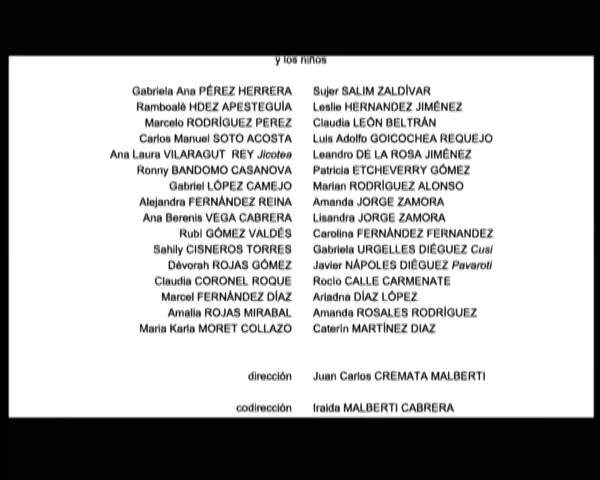 y los niños
Gabriela Ana PÉREZ HERRERA Sujer SALIM ZALDÍVAR
Ramboalé HDEZ APESTEGUÍA Leslie HERNANDEZ JIMÉNEZ
Marcelo RODRÍGUEZ PEREZ Claudia LEÓN BELTRÁN
Carlos Manuel SOTO ACOSTA Luis Adolfo GOICOCHEA REQUEJO
Ana Laura VILARAGUT REY Jicotea Leandro DE LA ROSA JIMÉNEZ
Ronny BANDOMO CASANOVA Patricia ETCHEVERRY GÓMEZ
Gabriel LÓPEZ CAMEJO Marian RODRÍGUEZ ALONSO
Alejandra FERNÁNDEZ REINA Amanda JORGE ZAMORA
Ana Berenis VEGA CABRERA Lisandra JORGE ZAMORA
Rubí GÓMEZ VALDÉS Carolina FERNÁNDEZ FERNANDEZ
Sahily CISNEROS TORRES Gabriela URGELLES DIÉGUEZ Cusi
Dévorah ROJAS GÓMEZ Javier NÁPOLES DIÉGUEZ Pavaroti
Claudia CORONEL ROQUE Rocio CALLE CARMENATE
Marcel FERNÁNDEZ DÍAZ Ariadna DÍAZ LÓPEZ
Amalia ROJAS MIRABAL Amanda ROSALES RODRÍGUEZ
Maria Karla MORET COLLAZO Caterin MARTÍNEZ DIAZ
dirección Juan Carlos CREMATA MALBERTI
codirección Iraida MALBERTI CABRERA